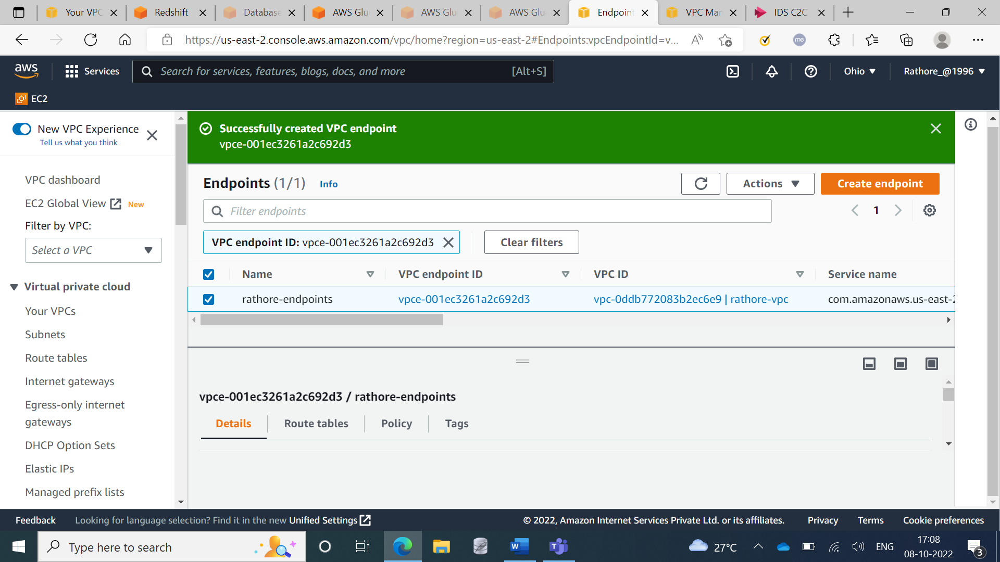 Your VPC
Redshift
Database
AWS Glu
AWS Glu
AWS Glu
Endpoint
VPC Man
IDS C2C
https://us-east-2.console.aws.amazon.com/vpc/home?region=us-east-2#Endpoints:vpcEndpointId=v...
me
aws
Services
Search for services, features, blogs, docs, and more
[Alt+S]
Ohio
Rathore_@1996
EC2
New VPC Experience
Tell us what you think
VPC dashboard
EC2 Global View
New
Filter by VPC:
Select a VPC
Virtual private cloud
Your VPCs
Subnets
Route tables
Internet gateways
Egress-only internet
gateways
DHCP Option Sets
Elastic IPs
Managed prefix lists
Successfully created VPC endpoint
vpce-001ec3261a2c692d3
Endpoints (1/1)
Info
Actions
Create endpoint
Filter endpoints
1
VPC endpoint ID: vpce-001ec3261a2c692d3
Clear filters
Name
VPC endpoint ID
VPC ID
Service name
rathore-endpoints
vpce-001ec3261a2c692d3
vpc-0ddb772083b2ec6e9 | rathore-vpc
com.amazonaws.us-east-2
vpce-001ec3261a2c692d3 / rathore-endpoints
Details
Route tables
Policy
Tags
Feedback
Looking for language selection? Find it in the new Unified Settings
© 2022, Amazon Internet Services Private Ltd. or its affiliates.
Privacy
Terms
Cookie preferences
Type here to search
27°C
ENG
17:08
08-10-2022
3